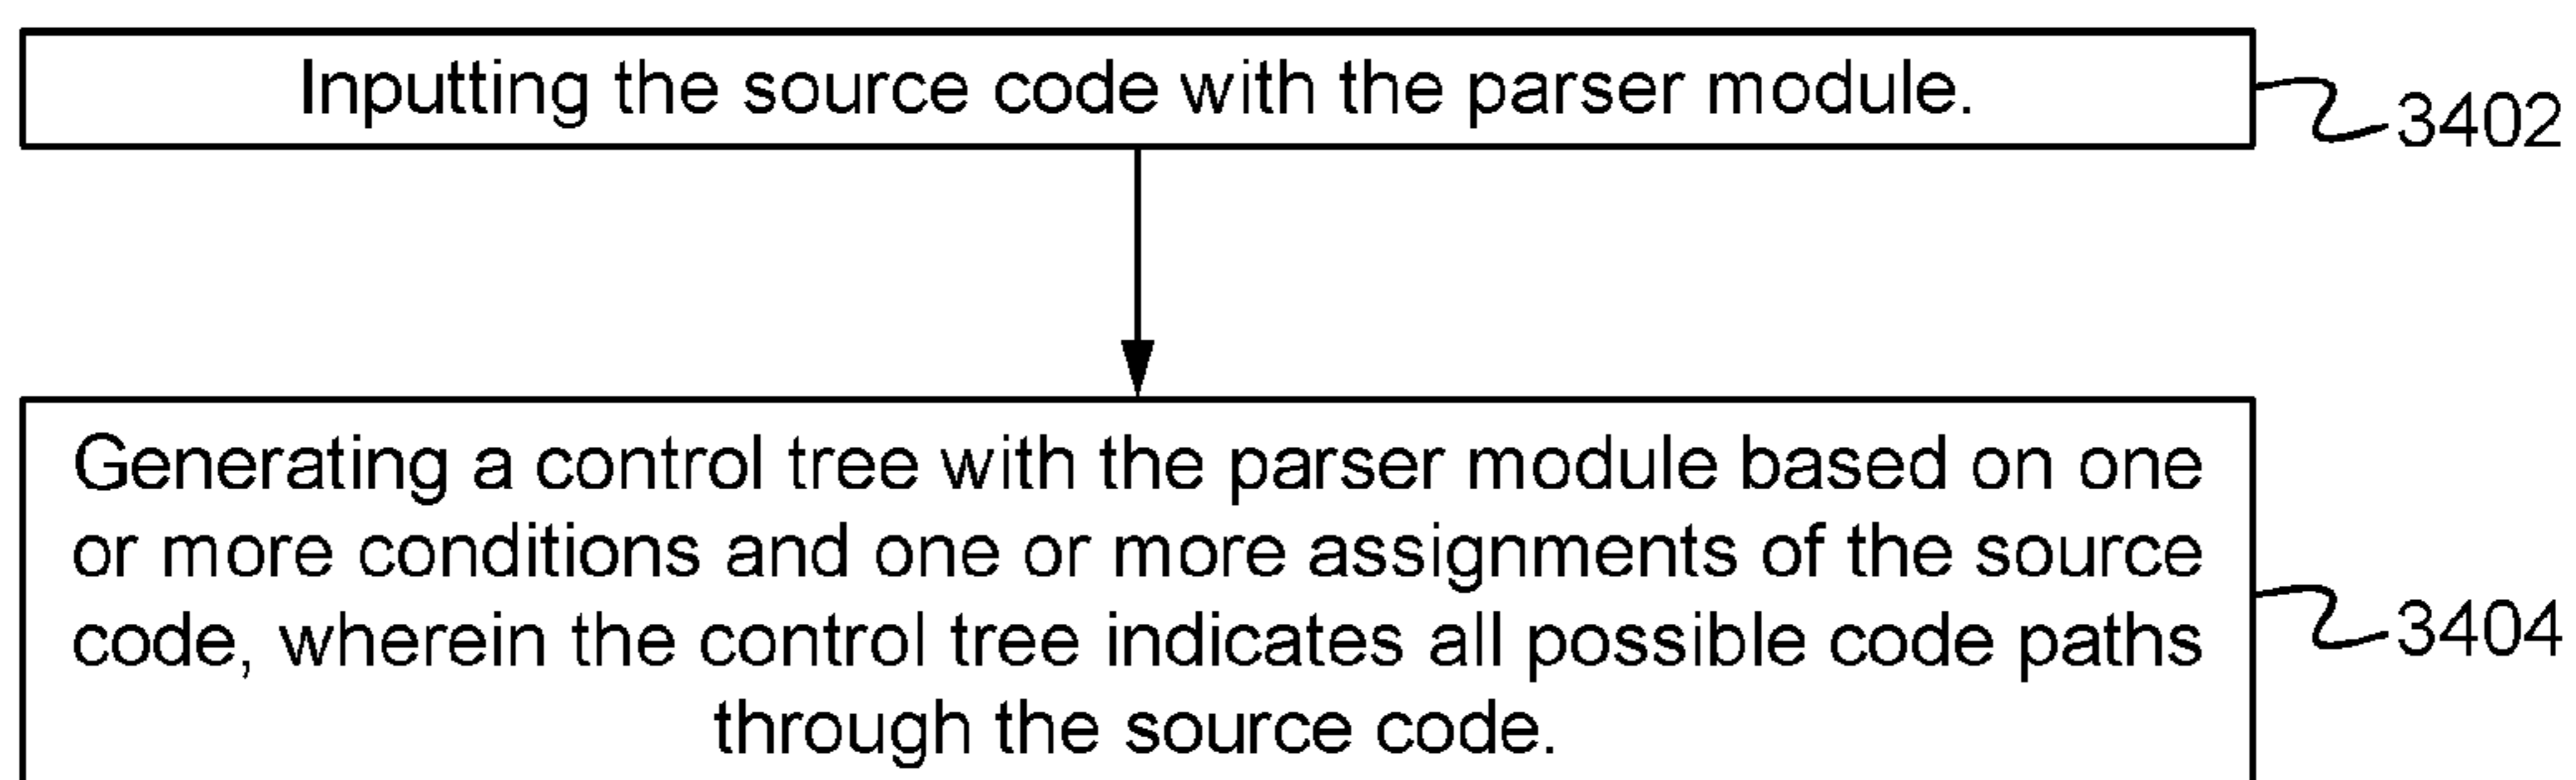 Inputting the source code with the parser module.
3402
Generating a control tree with the parser module based on one
or more conditions and one or more assignments of the source
code, wherein the control tree indicates all possible code paths
through the source code.
3404